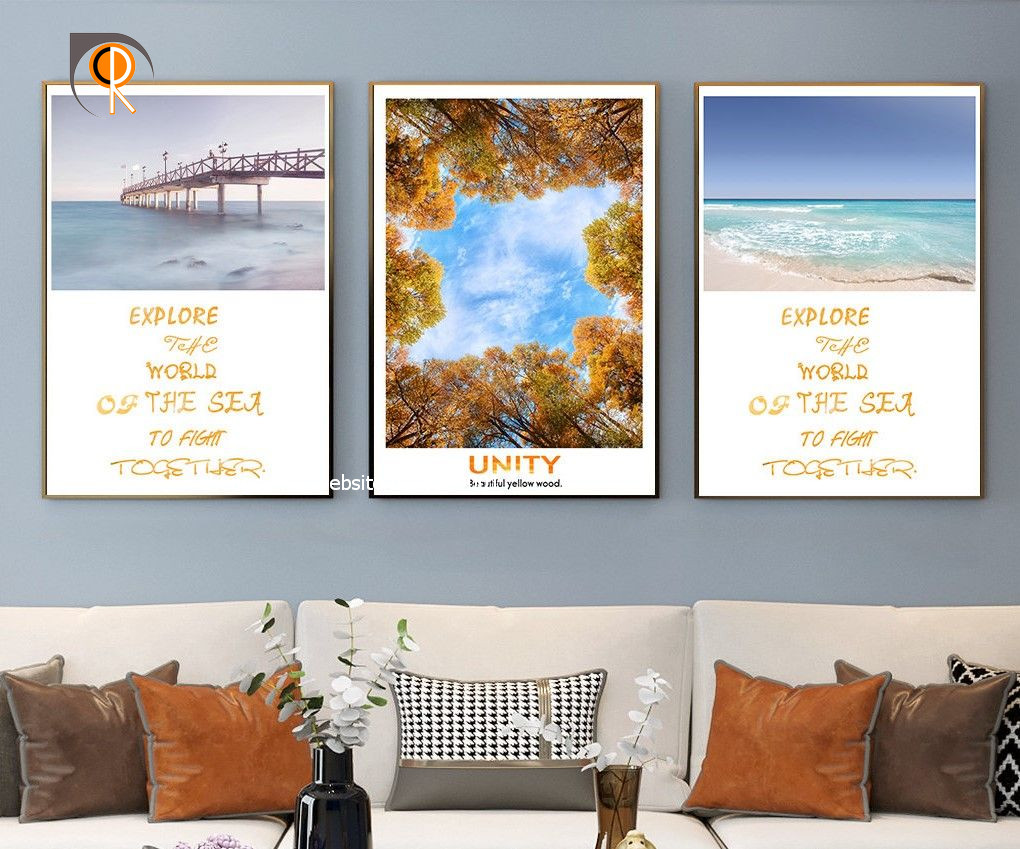 EXPLORE
THE
WORLD
OF THE SEA
TO FIGHT
TOGETHER.
UNITY
Beautiful yellow wood.
EXPLORE
THE
WORLD
OF THE SEA
TO FIGHT
TOGETHER.